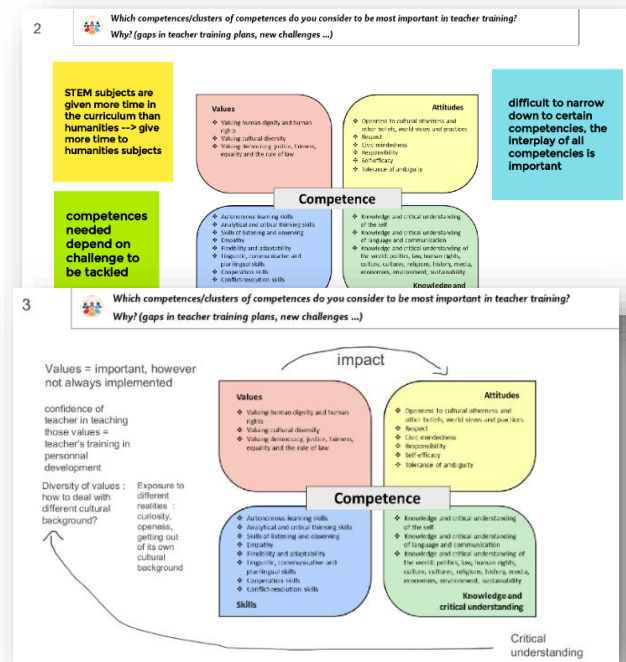 2
Which competences/clusters of competences do you consider to be most important in teacher training?
Why? (gaps in teacher training plans, new challenges ...)
STEM subjects are
given more time in
the curriculum than
humanities --> give
more time to
humanities subjects
competences
needed
depend on
challenge to
be tackled
Values
❖ Valuing human dignity and human
rights
❖ Valuing cultural diversity
❖ Valuing democracy, justice, fairness,
equality and the rule of law
Attitudes
❖ Openness to cultural otherness and
other beliefs, world views and practices
❖ Respect
❖ Civic-mindedness
❖ Responsibility
❖ Self-efficacy
❖ Tolerance of ambiguity
Competence
❖ Autonomous learning skills
❖ Analytical and critical thinking skills
❖ Skills of listening and observing
❖ Empathy
❖ Flexibility and adaptability
❖ Linguistic, communicative and
plurilingual skills
❖ Cooperation skills
❖ Conflict-resolution skills
❖ Knowledge and critical understanding
of the self
❖ Knowledge and critical understanding
of language and communication
❖ Knowledge and critical understanding of
the world: politics, law, human rights,
culture, cultures, religions, history, media,
economies, environment, sustainability
Knowledge and
difficult to narrow
down to certain
competencies, the
interplay of all
competencies is
important
3
Which competences/clusters of competences do you consider to be most important in teacher training?
Why? (gaps in teacher training plans, new challenges ...)
impact
Values = important, however
not always implemented
confidence of
teacher in teaching
those values =
teacher's training in
personnal
development
Diversity of values :
how to deal with
different cultural
background?
Exposure to
different
realities :
curiosity,
openess,
getting out
of its own
cultural
background
Values
❖ Valuing human dignity and human
rights
❖ Valuing cultural diversity
❖ Valuing democracy, justice, fairness,
equality and the rule of law
Attitudes
❖ Openness to cultural otherness and
other beliefs, world views and practices
❖ Respect
❖ Civic-mindedness
❖ Responsibility
❖ Self-efficacy
❖ Tolerance of ambiguity
Competence
❖ Autonomous learning skills
❖ Analytical and critical thinking skills
❖ Skills of listening and observing
❖ Empathy
❖ Flexibility and adaptability
❖ Linguistic, communicative and
plurilingual skills
❖ Cooperation skills
❖ Conflict-resolution skills
Skills
❖ Knowledge and critical understanding
of the self
❖ Knowledge and critical understanding
of language and communication
❖ Knowledge and critical understanding of
the world: politics, law, human rights,
culture, cultures, religions, history, media,
economies, environment, sustainability
Knowledge and
critical understanding
Critical
understanding